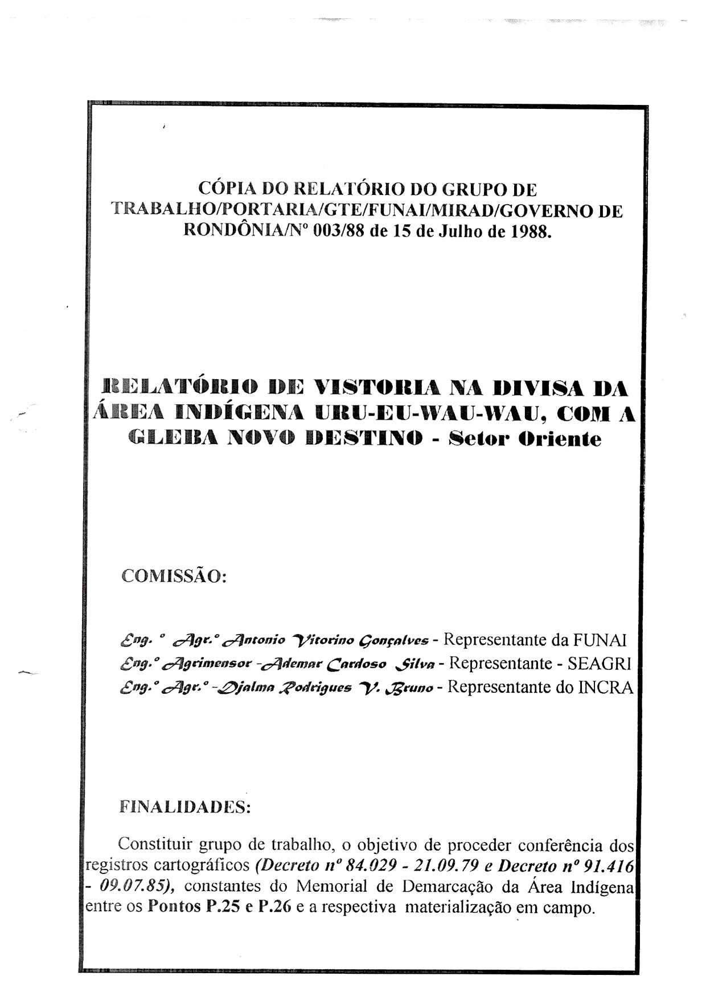 CÓPIA DO RELATÓRIO DO GRUPO DE
TRABALHO/PORTARIA/GTE/FUNAI/MIRAD/GOVERNO DE
RONDÔNIA/Nº 003/88 de 15 de Julho de 1988.
RELATÓRIO DE VISTORIA NA DIVISA DA
ÁREA INDÍGENA URU-EU-WAU-WAU, COM A
GLEBA NOVO DESTINO - Setor Oriente
COMISSÃO:
Eng. º Agr.º Antonio Vitorino Gonçalves - Representante da FUNAI
Eng.º Agrimensor -Ademar Cardoso Silva - Representante - SEAGRI
Eng.º Agr.º -Djalma Rodrigues V. Bruno - Representante do INCRA
FINALIDADES:
Constituir grupo de trabalho, o objetivo de proceder conferência dos
registros cartográficos (Decreto nº 84.029 - 21.09.79 e Decreto nº 91.416
- 09.07.85), constantes do Memorial de Demarcação da Área Indígena
entre os Pontos P.25 e P.26 e a respectiva materialização em campo.